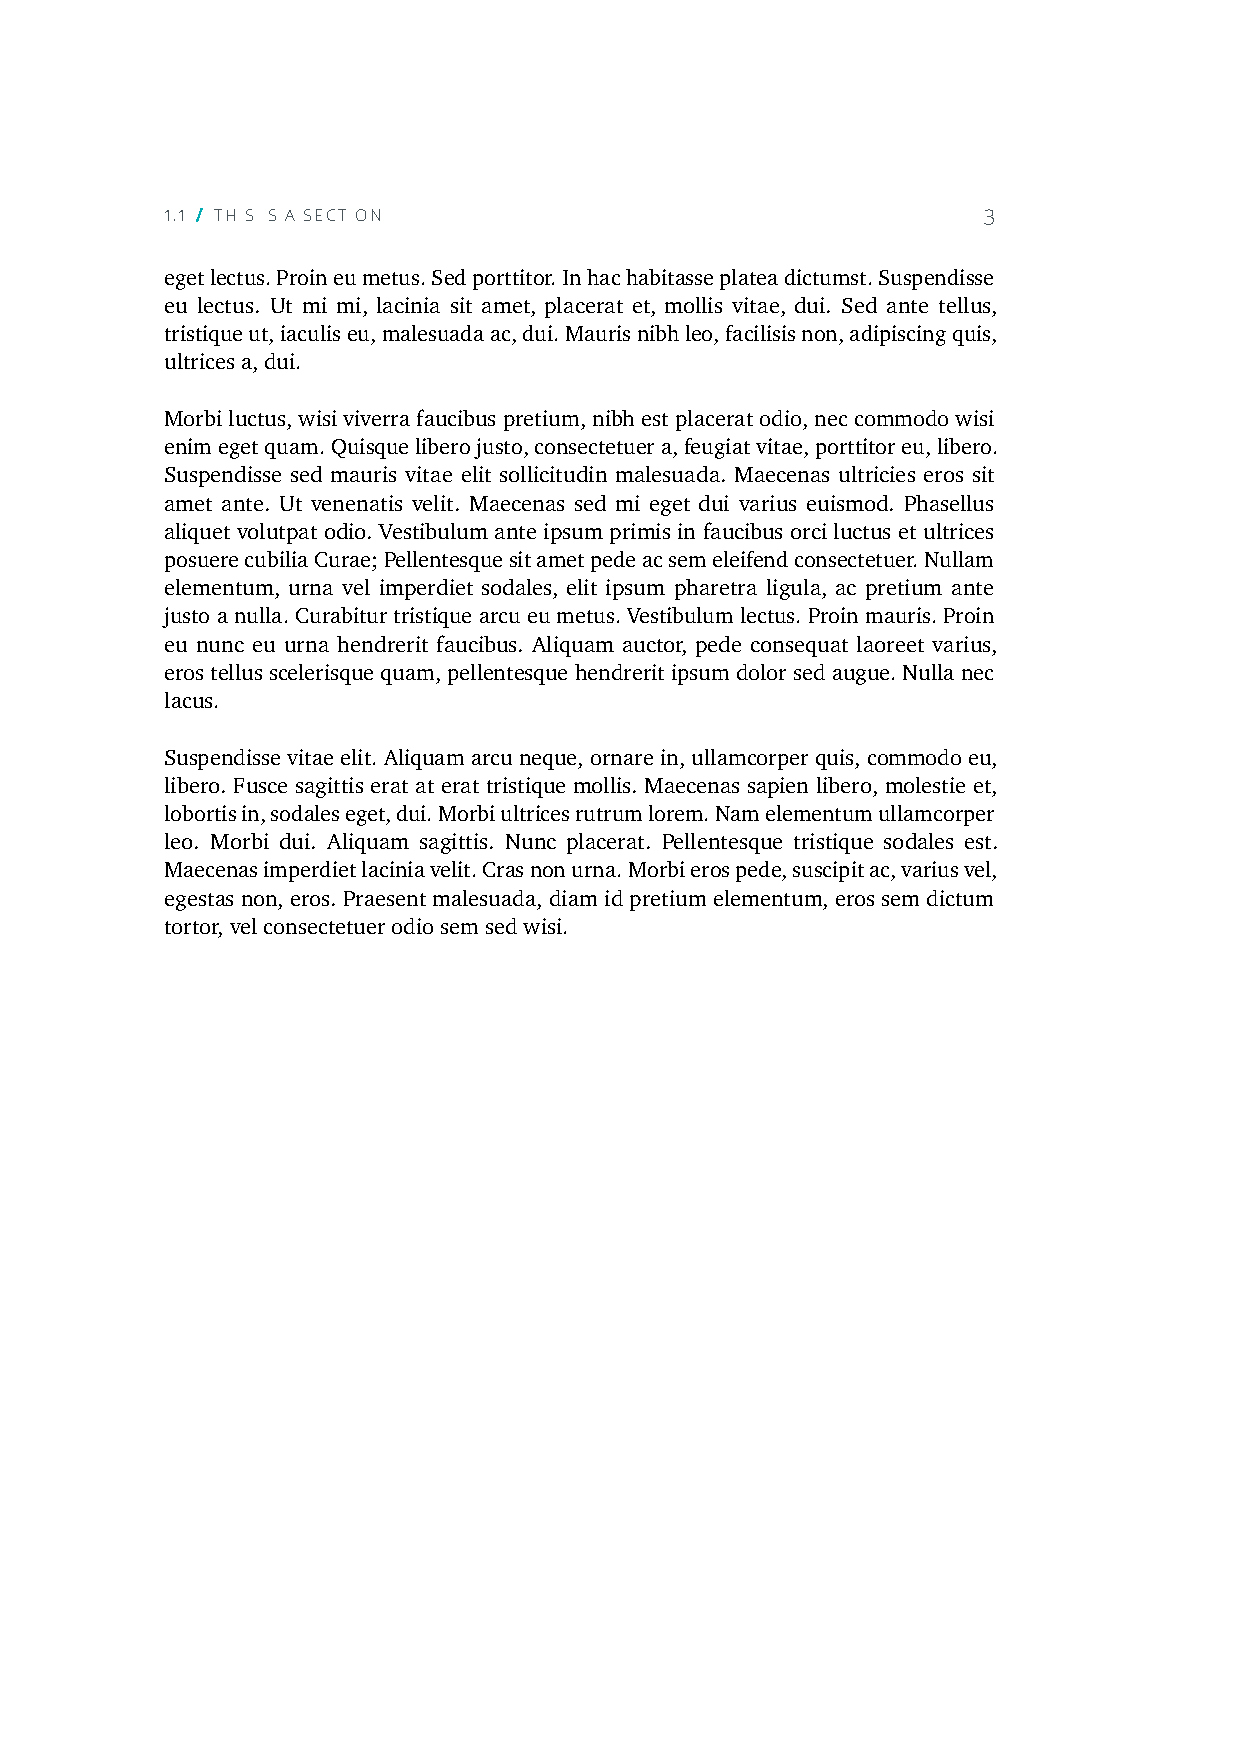 1.1 / TH S S A SECT ON 3
eget lectus. Proin eu metus. Sed porttitor. In hac habitasse platea dictumst. Suspendisse
eu lectus. Ut mi mi, lacinia sit amet, placerat et, mollis vitae, dui. Sed ante tellus,
tristique ut, iaculis eu, malesuada ac, dui. Mauris nibh leo, facilisis non, adipiscing quis,
ultrices a, dui.
Morbi luctus, wisi viverra faucibus pretium, nibh est placerat odio, nec commodo wisi
enim eget quam. Quisque libero justo, consectetuer a, feugiat vitae, porttitor eu, libero.
Suspendisse sed mauris vitae elit sollicitudin malesuada. Maecenas ultricies eros sit
amet ante. Ut venenatis velit. Maecenas sed mi eget dui varius euismod. Phasellus
aliquet volutpat odio. Vestibulum ante ipsum primis in faucibus orci luctus et ultrices
posuere cubilia Curae; Pellentesque sit amet pede ac sem eleifend consectetuer. Nullam
elementum, urna vel imperdiet sodales, elit ipsum pharetra ligula, ac pretium ante
justo a nulla. Curabitur tristique arcu eu metus. Vestibulum lectus. Proin mauris. Proin
eu nunc eu urna hendrerit faucibus. Aliquam auctor, pede consequat laoreet varius,
eros tellus scelerisque quam, pellentesque hendrerit ipsum dolor sed augue. Nulla nec
lacus.
Suspendisse vitae elit. Aliquam arcu neque, ornare in, ullamcorper quis, commodo eu,
libero. Fusce sagittis erat at erat tristique mollis. Maecenas sapien libero, molestie et,
lobortis in, sodales eget, dui. Morbi ultrices rutrum lorem. Nam elementum ullamcorper
leo. Morbi dui. Aliquam sagittis. Nunc placerat. Pellentesque tristique sodales est.
Maecenas imperdiet lacinia velit. Cras non urna. Morbi eros pede, suscipit ac, varius vel,
egestas non, eros. Praesent malesuada, diam id pretium elementum, eros sem dictum
tortor, vel consectetuer odio sem sed wisi.